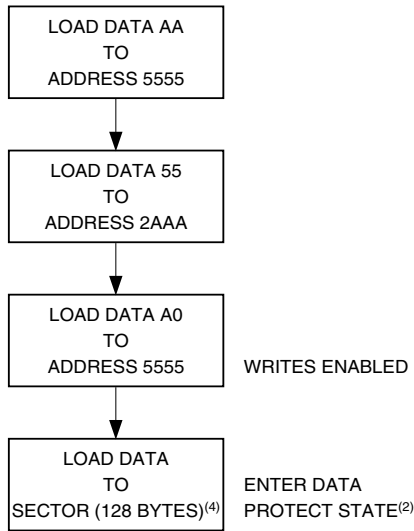 LOAD DATA AA
TO
ADDRESS 5555
LOAD DATA 55
TO
ADDRESS 2AAA
LOAD DATA A0
TO
ADDRESS 5555
WRITES ENABLED
LOAD DATA
TO
SECTOR (128 BYTES)(4)
ENTER DATA
PROTECT STATE(2)